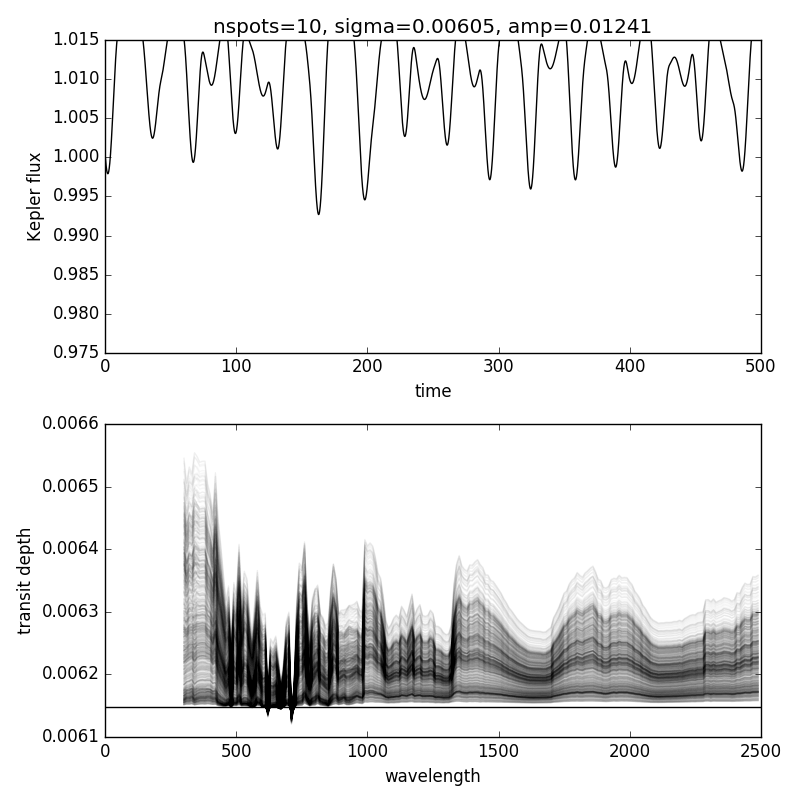 nspots=10, sigma=0.00605, amp=0.01241
1.015
1.010
1.005
1.000
0.995
0.990
0.985
0.980
0.975
Kepler flux
0 100 200 300 400 500
time
0.0066
0.0065
0.0064
0.0063
0.0062
0.0061
transit depth
0 500 1000 1500 2000 2500
wavelength